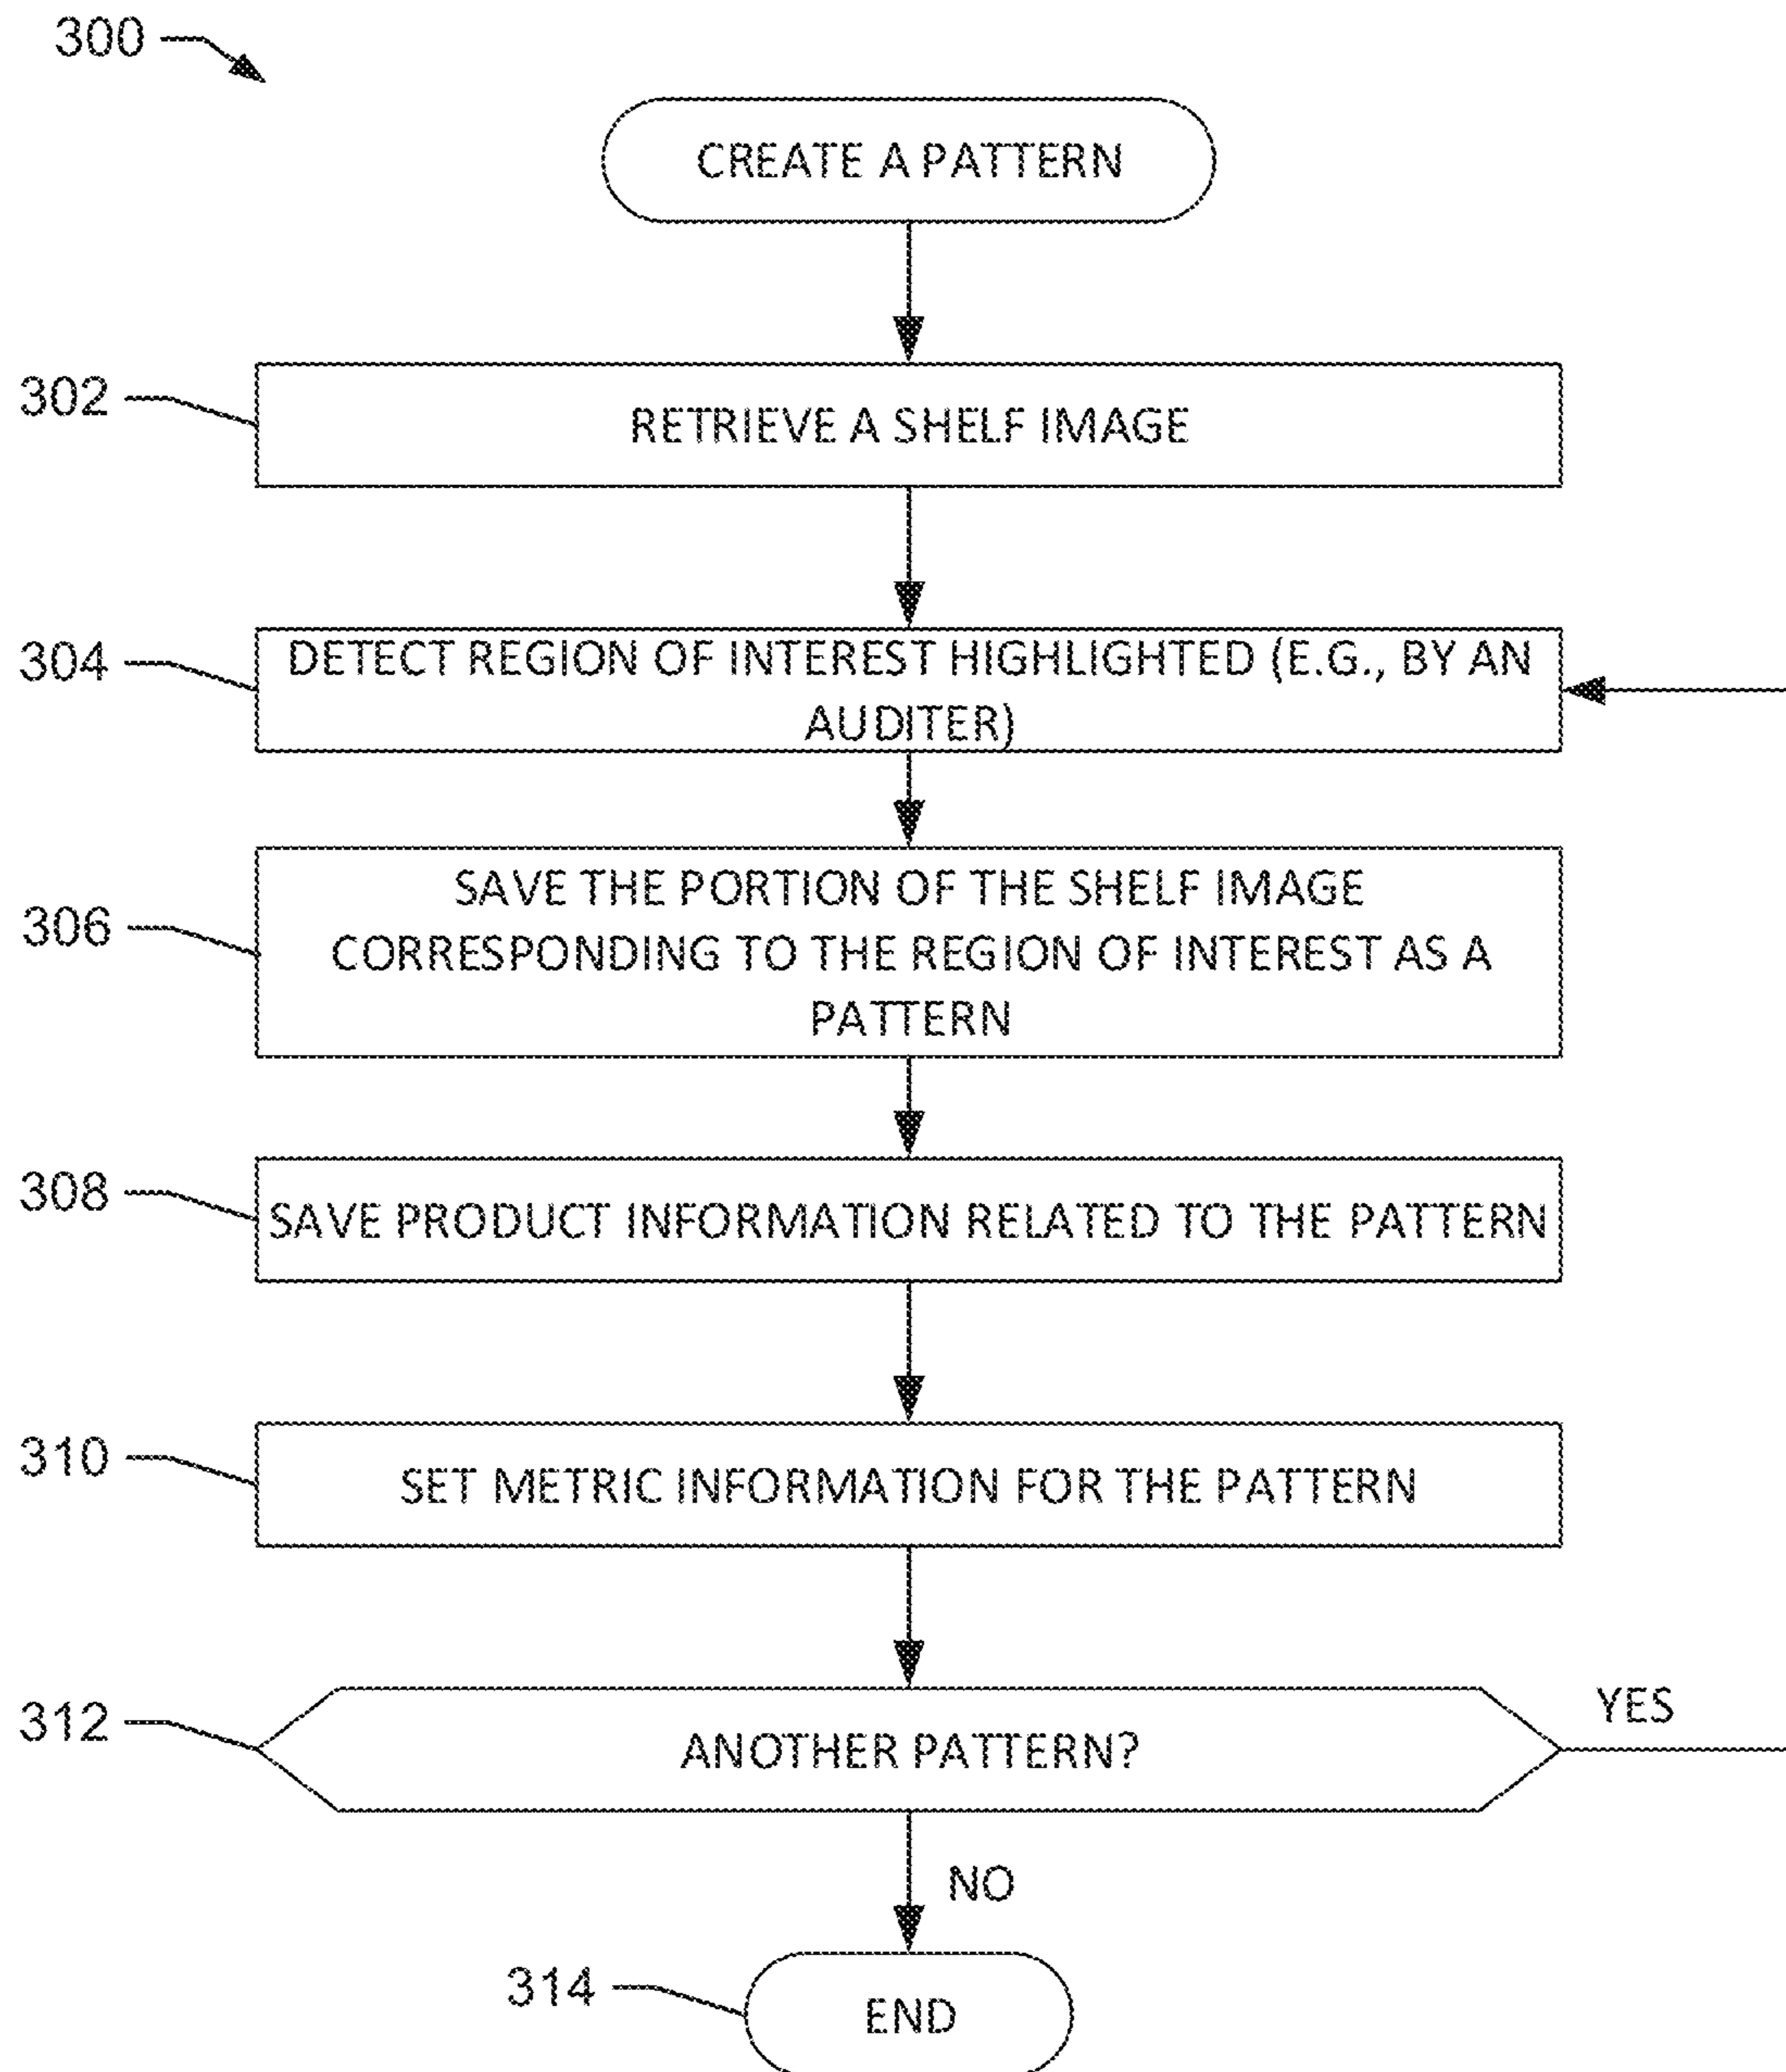 300
CREATE A PATTERN
302
RETRIEVE A SHELF IMAGE
304
DETECT REGION OF INTEREST HIGHLIGHTED (E.G., BY AN
AUDITER)
306
SAVE THE PORTION OF THE SHELF IMAGE
CORRESPONDING TO THE REGION OF INTEREST AS A
PATTERN
308
SAVE PRODUCT INFORMATION RELATED TO THE PATTERN
310
SET METRIC INFORMATION FOR THE PATTERN
312
ANOTHER PATTERN?
YES
NO
314
END